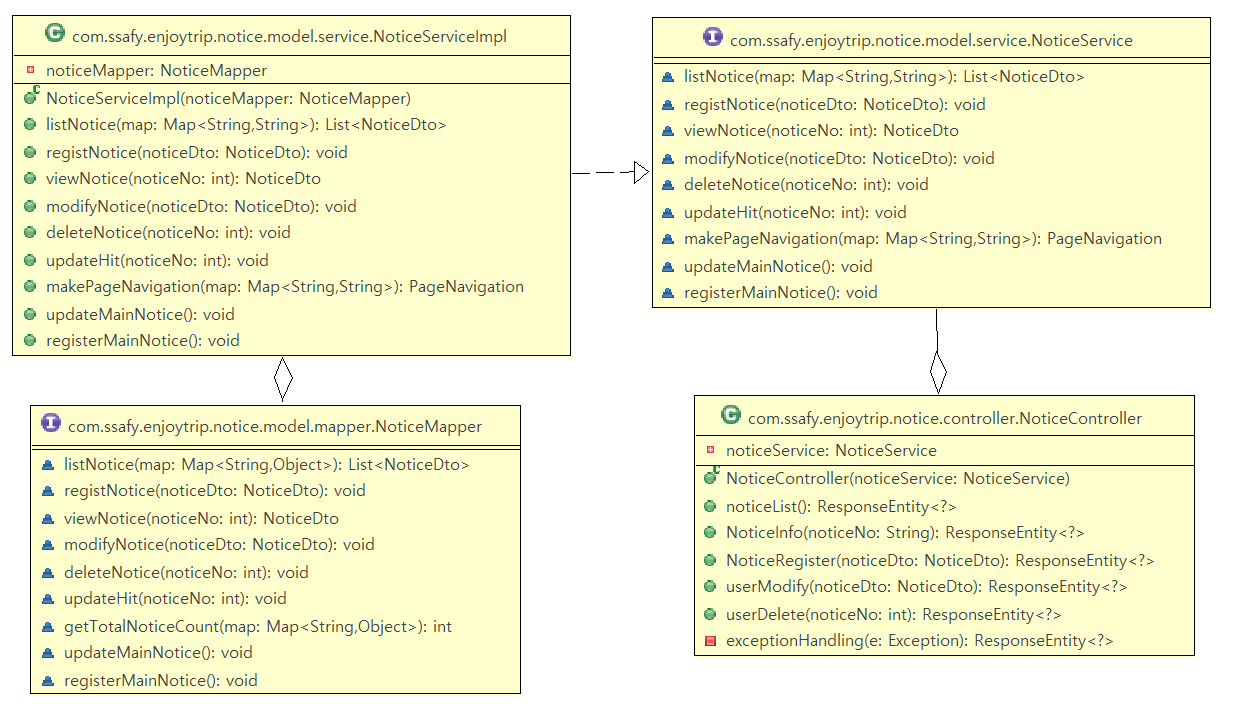 C com.ssafy.enjoytrip.notice.model.service.NoticeServiceImpl
noticeMapper: NoticeMapper
C NoticeServiceImpl(noticeMapper: NoticeMapper)
listNotice(map: Map<String,String>): List<NoticeDto>
registNotice(noticeDto: NoticeDto): void
viewNotice(noticeNo: int): NoticeDto
modifyNotice(noticeDto: NoticeDto): void
deleteNotice(noticeNo: int): void
updateHit(noticeNo: int): void
makePageNavigation(map: Map<String,String>): PageNavigation
updateMainNotice(): void
registerMainNotice(): void
I com.ssafy.enjoytrip.notice.model.service.NoticeService
listNotice(map: Map<String,String>): List<NoticeDto>
registNotice(noticeDto: NoticeDto): void
viewNotice(noticeNo: int): NoticeDto
modifyNotice(noticeDto: NoticeDto): void
deleteNotice(noticeNo: int): void
updateHit(noticeNo: int): void
makePageNavigation(map: Map<String,String>): PageNavigation
updateMainNotice(): void
registerMainNotice(): void
I com.ssafy.enjoytrip.notice.model.mapper.NoticeMapper
listNotice(map: Map<String,Object>): List<NoticeDto>
registNotice(noticeDto: NoticeDto): void
viewNotice(noticeNo: int): NoticeDto
modifyNotice(noticeDto: NoticeDto): void
deleteNotice(noticeNo: int): void
updateHit(noticeNo: int): void
getTotalNoticeCount(map: Map<String,Object>): int
updateMainNotice(): void
registerMainNotice(): void
C com.ssafy.enjoytrip.notice.controller.NoticeController
noticeService: NoticeService
C NoticeController(noticeService: NoticeService)
noticeList(): ResponseEntity<?>
NoticeInfo(noticeNo: String): ResponseEntity<?>
NoticeRegister(noticeDto: NoticeDto): ResponseEntity<?>
userModify(noticeDto: NoticeDto): ResponseEntity<?>
userDelete(noticeNo: int): ResponseEntity<?>
exceptionHandling(e: Exception): ResponseEntity<?>